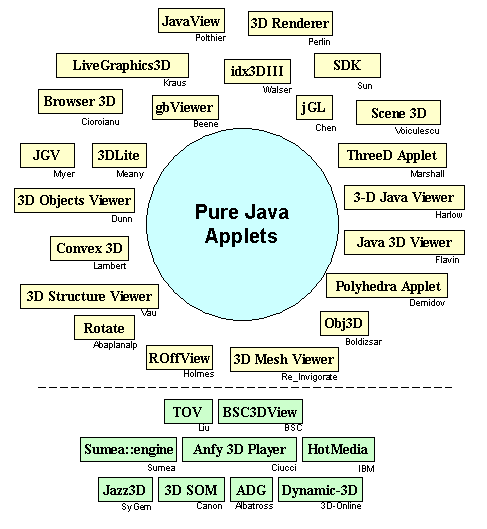 JavaView
Polthier
3D Renderer
Perlin
LiveGraphics3D
Kraus
idx3DIII
Walser
SDK
Sun
Browser 3D
Cioroianu
gbViewer
Beene
jGL
Chen
Scene 3D
Voiculescu
JGV
Myer
3DLite
Meany
ThreeD Applet
Marshall
3D Objects Viewer
Dunn
Pure Java
Applets
3-D Java Viewer
Harlow
Convex 3D
Lambert
Java 3D Viewer
Flavin
3D Structure Viewer
Vau
Polyhedra Applet
Demidov
Rotate
Abaplanalp
Obj3D
Boldizsar
ROffView
Holmes
3D Mesh Viewer
Re_Invigorate
TOV
Liu
BSC3DView
BSC
Sumea::engine
Sumea
Anfy 3D Player
Ciucci
HotMedia
IBM
Jazz3D
SyGem
3D SOM
Canon
ADG
Albatross
Dynamic-3D
3D-Online